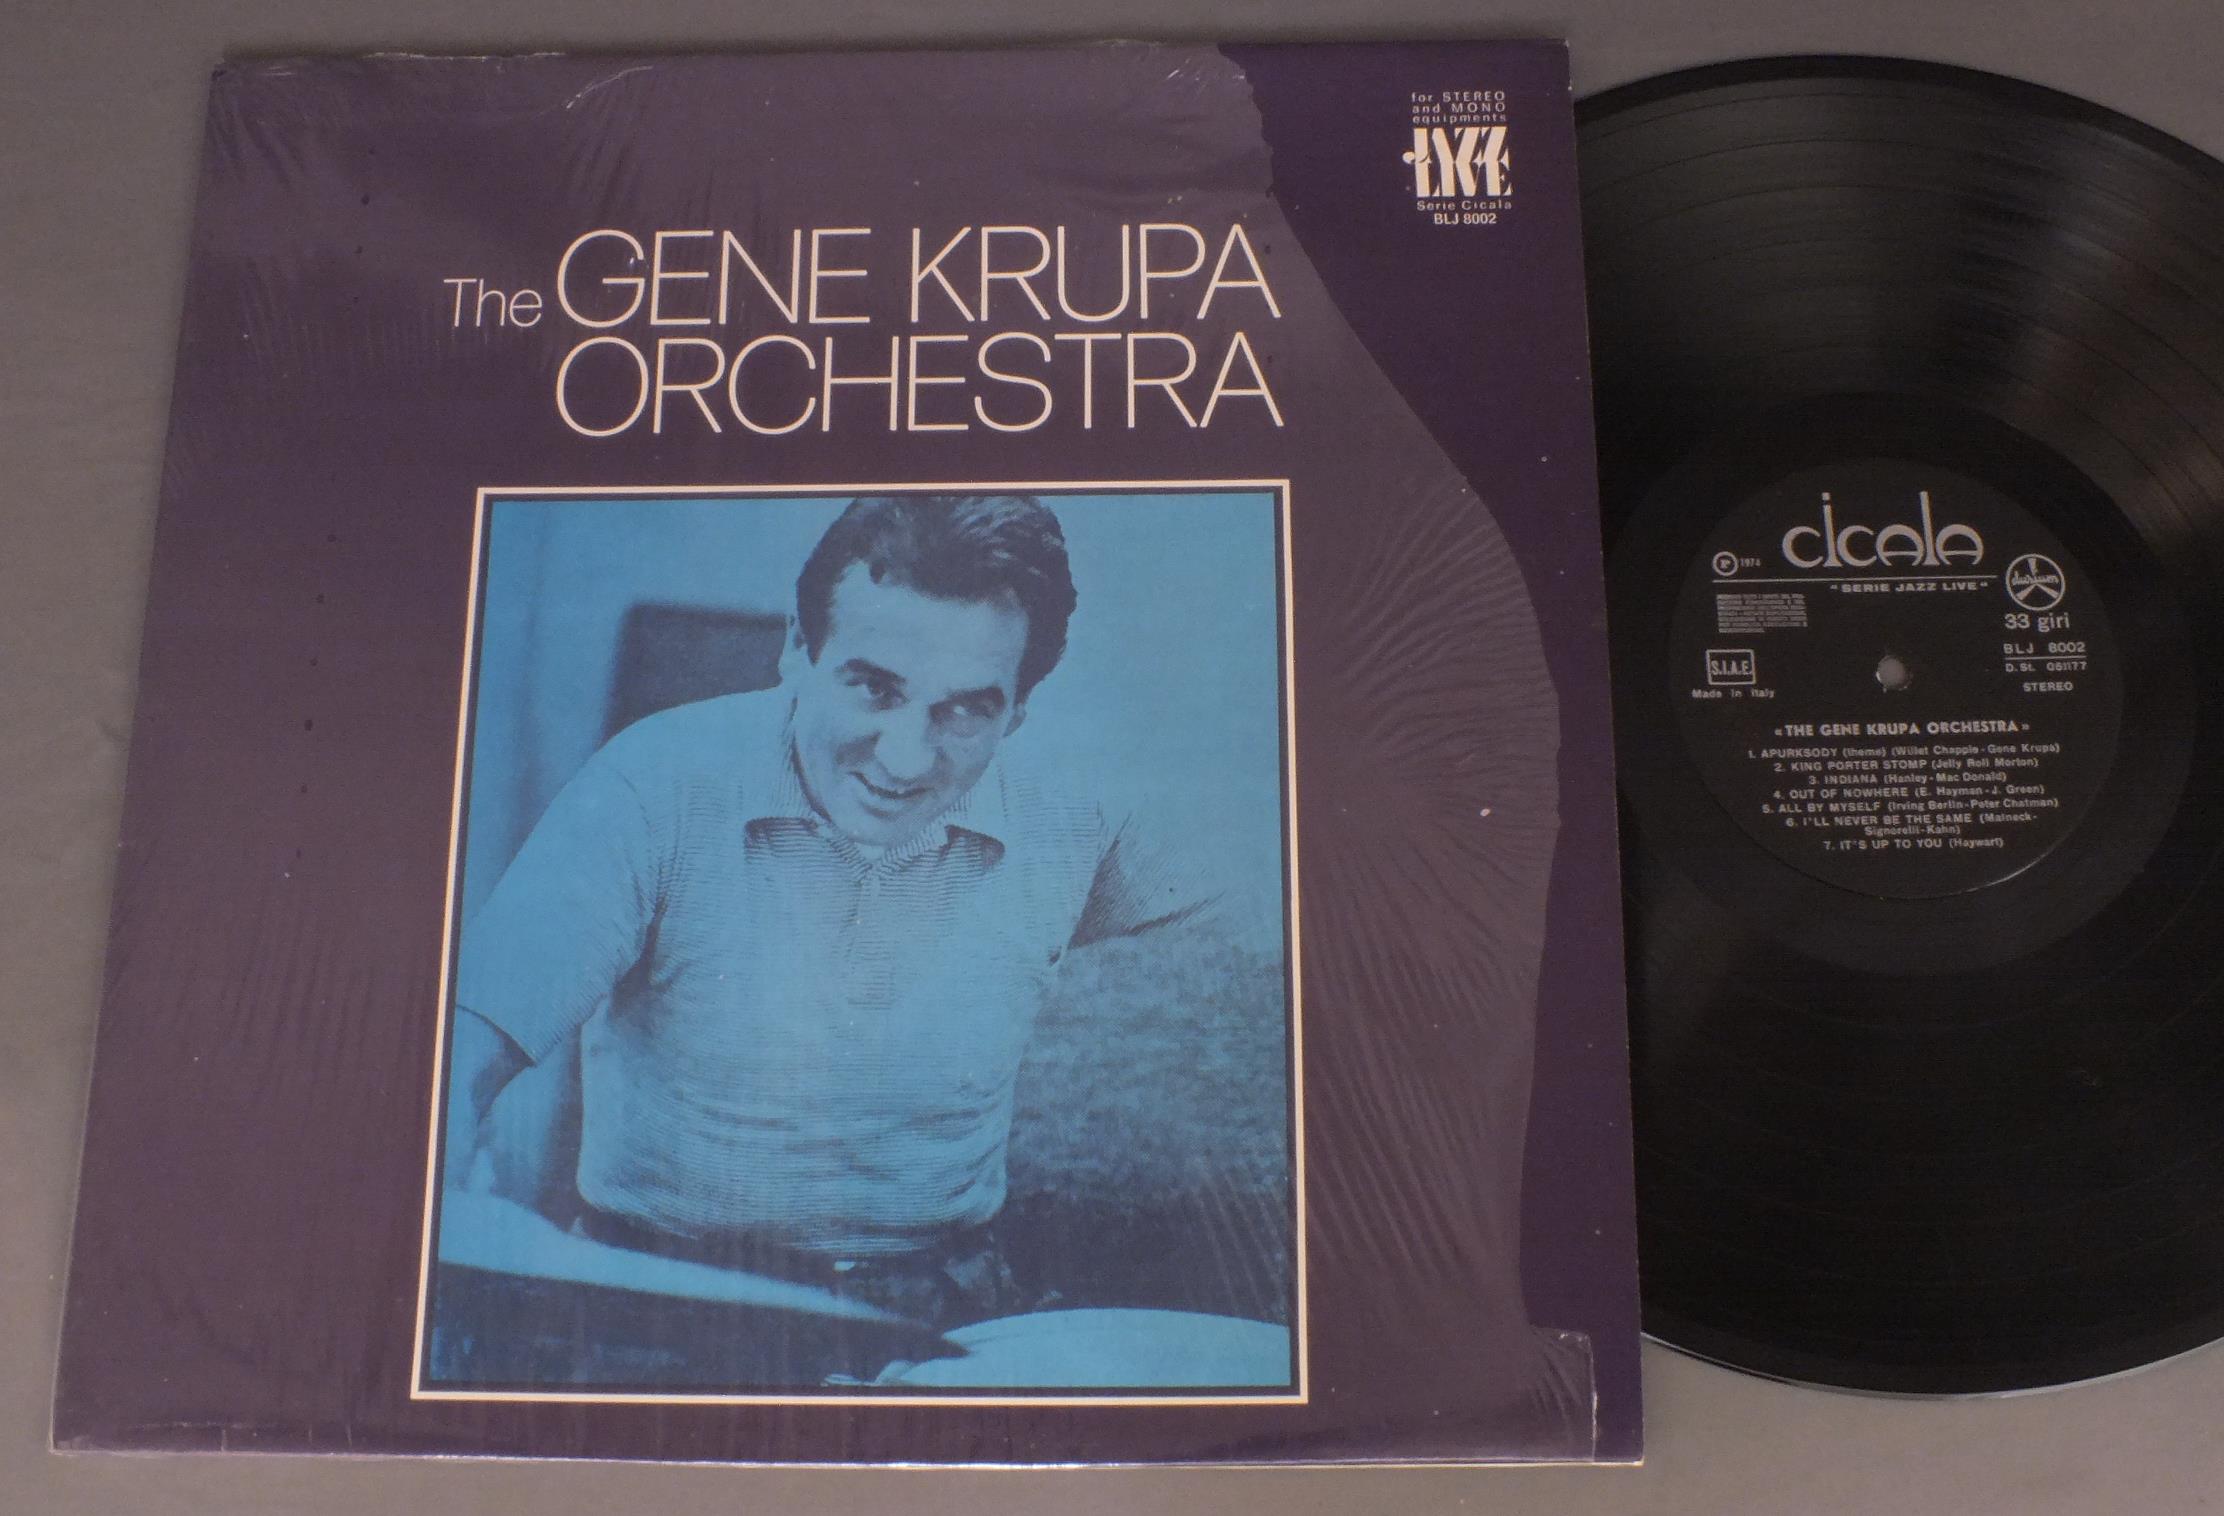 for STEREO
and MONO
equipments
JAZZ
LIVE
Serie Cicala
BLJ 8002
The GENE KRUPA
ORCHESTRA
cicala
P 1974
"SERIE JAZZ LIVE"
durium
33 giri
BLJ 8002
D.St. 061177
STEREO
S.I.A.E.
Made in Italy
«THE GENE KRUPA ORCHESTRA»
1. APURKSODY (theme) (Willet Chapple - Gene Krupa)
2. KING PORTER STOMP (Jelly Roll Morton)
3. INDIANA (Hanley - Mac Donald)
4. OUT OF NOWHERE (E. Hayman - J. Green)
5. ALL BY MYSELF (Irving Berlin - Peter Chatman)
6. I'LL NEVER BE THE SAME (Malneck-
Signorelli-Kahn)
7. IT'S UP TO YOU (Haywart)